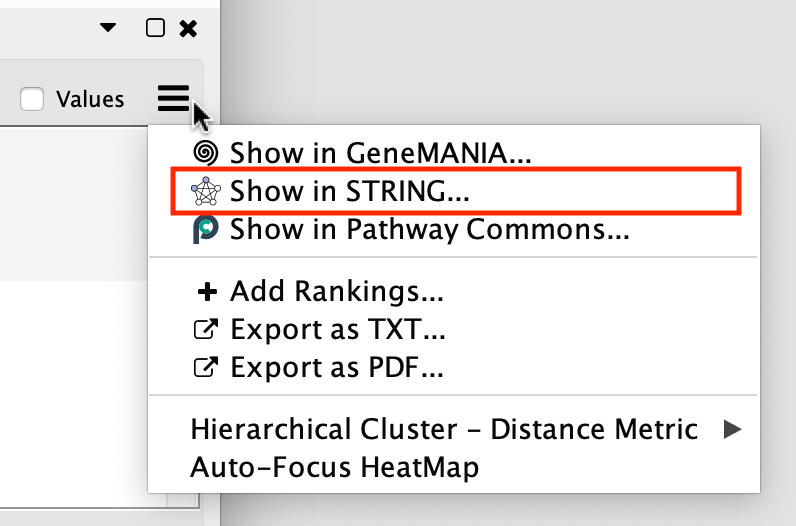 Values
Show in GeneMANIA...
Show in STRING...
Show in Pathway Commons...
Add Rankings...
Export as TXT...
Export as PDF...
Hierarchical Cluster - Distance Metric
Auto-Focus HeatMap